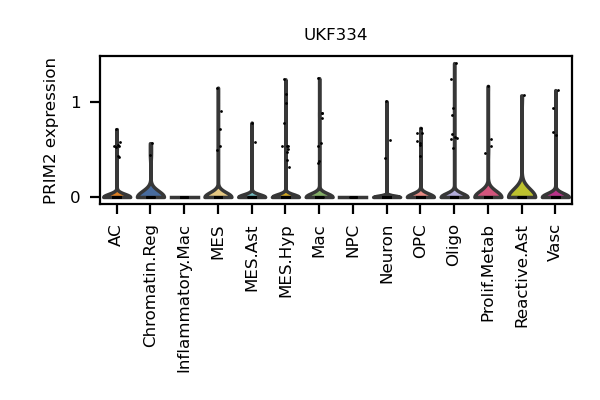 UKF334
PRIM2 expression
1
0
AC
Chromatin.Reg
Inflammatory.Mac
MES
MES.Ast
MES.Hyp
Mac
NPC
Neuron
OPC
Oligo
Prolif.Metab
Reactive.Ast
Vasc